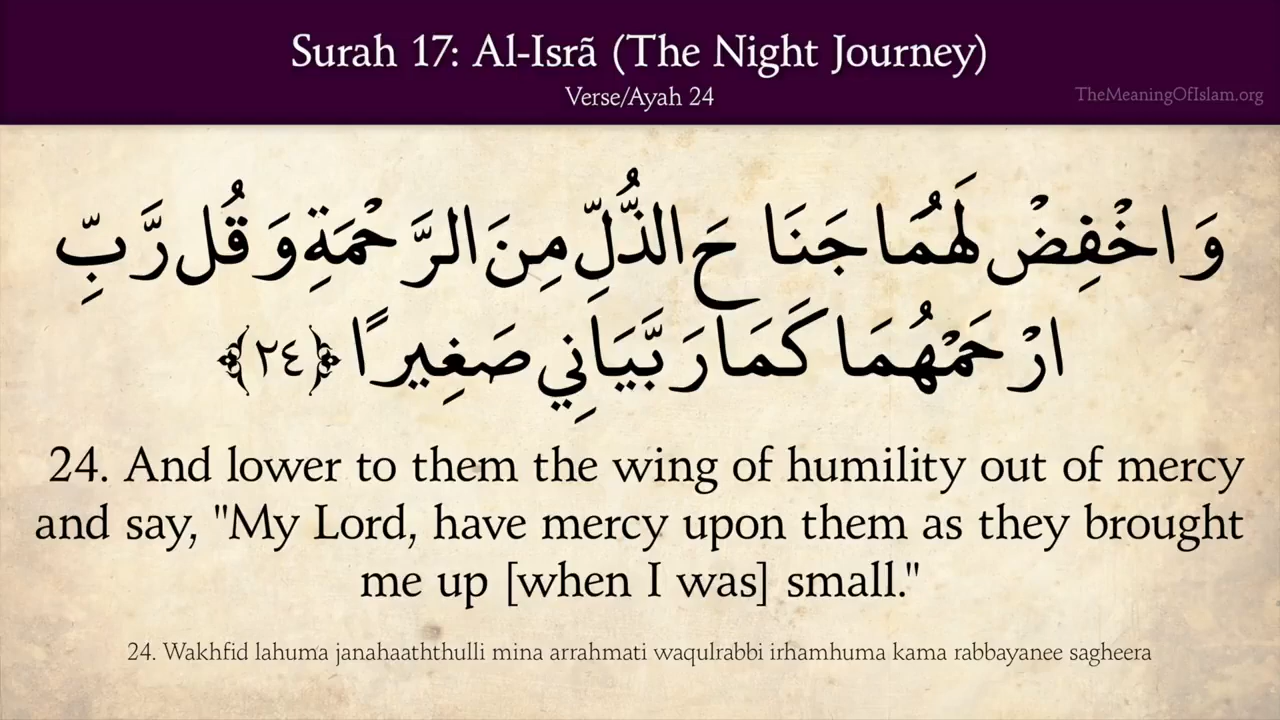 Surah 17: Al-Isrã (The Night Journey)
Verse/Ayah 24
TheMeaningOfIslam.org
وَاخْفِضْ لَهُمَا جَنَاحَ الذُّلِّ مِنَ الرَّحْمَةِ وَقُل رَّبِّ
ارْحَمْهُمَا كَمَا رَبَّيَانِي صَغِيرًا ﴿٢٤﴾
24. And lower to them the wing of humility out of mercy
and say, "My Lord, have mercy upon them as they brought
me up [when I was] small."
24. Wakhfid lahuma janahaaththulli mina arrahmati waqulrabbi irhamhuma kama rabbayanee sagheera